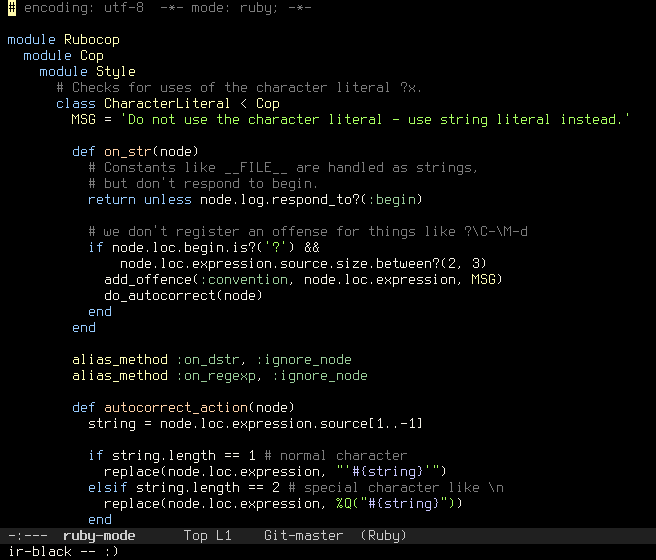 # encoding: utf-8  -*- mode: ruby; -*-

module Rubocop
  module Cop
    module Style
      # Checks for uses of the character literal ?x.
      class CharacterLiteral < Cop
        MSG = 'Do not use the character literal - use string literal instead.'

        def on_str(node)
          # Constants like __FILE__ are handled as strings,
          # but don't respond to begin.
          return unless node.log.respond_to?(:begin)

          # we don't register an offense for things like ?\C-\M-d
          if node.loc.begin.is?('?') &&
              node.loc.expression.source.size.between?(2, 3)
            add_offence(:convention, node.loc.expression, MSG)
            do_autocorrect(node)
          end
        end

        alias_method :on_dstr, :ignore_node
        alias_method :on_regexp, :ignore_node

        def autocorrect_action(node)
          string = node.loc.expression.source[1..-1]

          if string.length == 1 # normal character
            replace(node.loc.expression, "'#{string}'")
          elsif string.length == 2 # special character like \n
            replace(node.loc.expression, %Q("#{string}"))
          end
-:---  ruby-mode      Top L1    Git-master  (Ruby)
ir-black -- :)